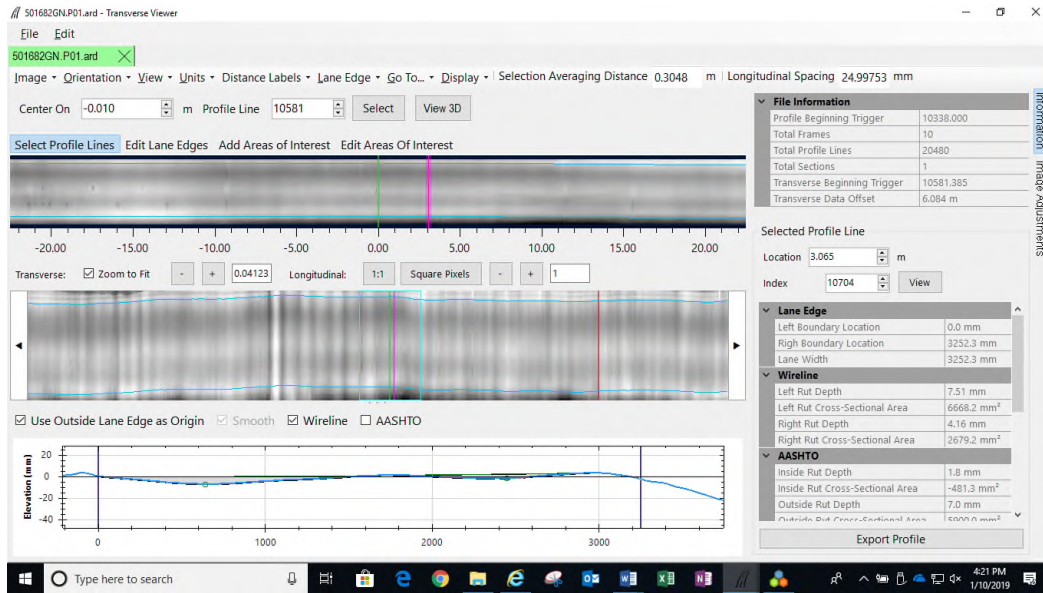 501682GN.P01.ard - Transverse Viewer
File Edit
501682GN.P01.ard
Image Orientation View Units Distance Labels Lane Edge Go To... Display Selection Averaging Distance 0.3048 m Longitudinal Spacing 24.99753 mm
Center On -0.010 m Profile Line 10581 Select View 3D
Select Profile Lines Edit Lane Edges Add Areas of Interest Edit Areas Of Interest
-20.00 -15.00 -10.00 -5.00 0.00 5.00 10.00 15.00 20.00
Transverse: Zoom to Fit - + 0.04123 Longitudinal: 1:1 Square Pixels - + 1
Use Outside Lane Edge as Origin Smooth Wireline AASHTO
Elevation (mm)
20
0
-20
-40
0 1000 2000 3000
File Information
Profile Beginning Trigger 10338.000
Total Frames 10
Total Profile Lines 20480
Total Sections 1
Transverse Beginning Trigger 10581.385
Transverse Data Offset 6.084 m
Selected Profile Line
Location 3.065 m
Index 10704 View
Lane Edge
Left Boundary Location 0.0 mm
Righ Boundary Location 3252.3 mm
Lane Width 3252.3 mm
Wireline
Left Rut Depth 7.51 mm
Left Rut Cross-Sectional Area 6668.2 mm²
Right Rut Depth 4.16 mm
Right Rut Cross-Sectional Area 2679.2 mm²
AASHTO
Inside Rut Depth 1.8 mm
Inside Rut Cross-Sectional Area -481.3 mm²
Outside Rut Depth 7.0 mm
Outside Rut Cross-Sectional Area 5900.0 mm²
Export Profile
Information
Image Adjustments
Type here to search
4:21 PM
1/10/2019